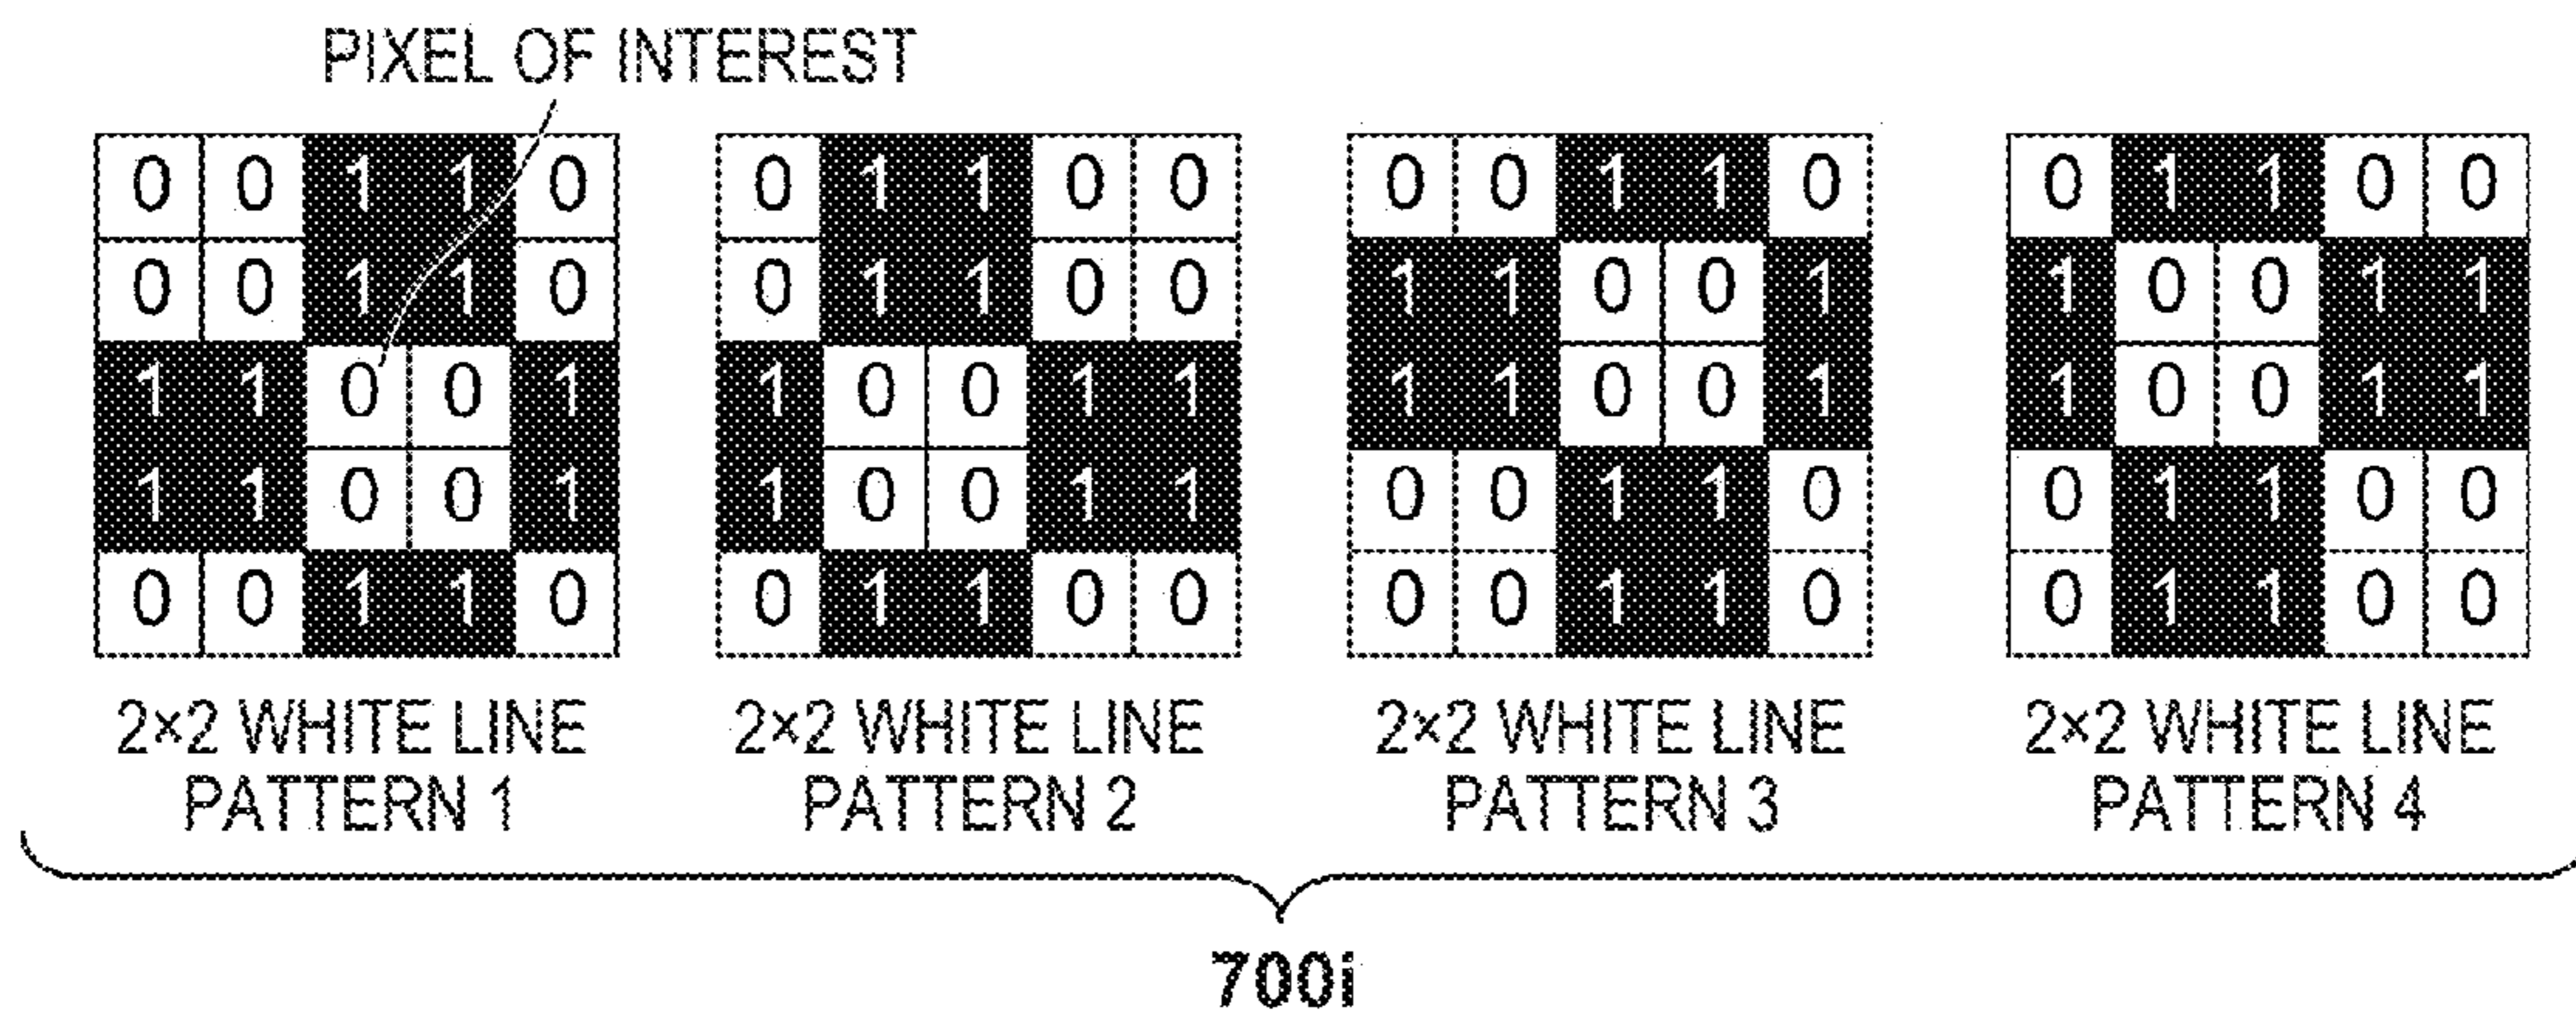 PIXEL OF INTEREST
0 0 1 1 0 0 1 1 0 0 0 0 1 1 0 0 1 1 0 0
0 0 1 1 0 0 1 1 0 0 1 1 0 0 1 1 0 0 1 1
1 1 0 0 1 1 0 0 1 1 1 1 0 0 1 1 0 0 1 1
1 1 0 0 1 1 0 0 1 1 0 0 1 1 0 0 1 1 0 0
0 0 1 1 0 0 1 1 0 0 0 0 1 1 0 0 1 1 0 0
2×2 WHITE LINE PATTERN 1
2×2 WHITE LINE PATTERN 2
2×2 WHITE LINE PATTERN 3
2×2 WHITE LINE PATTERN 4
700i